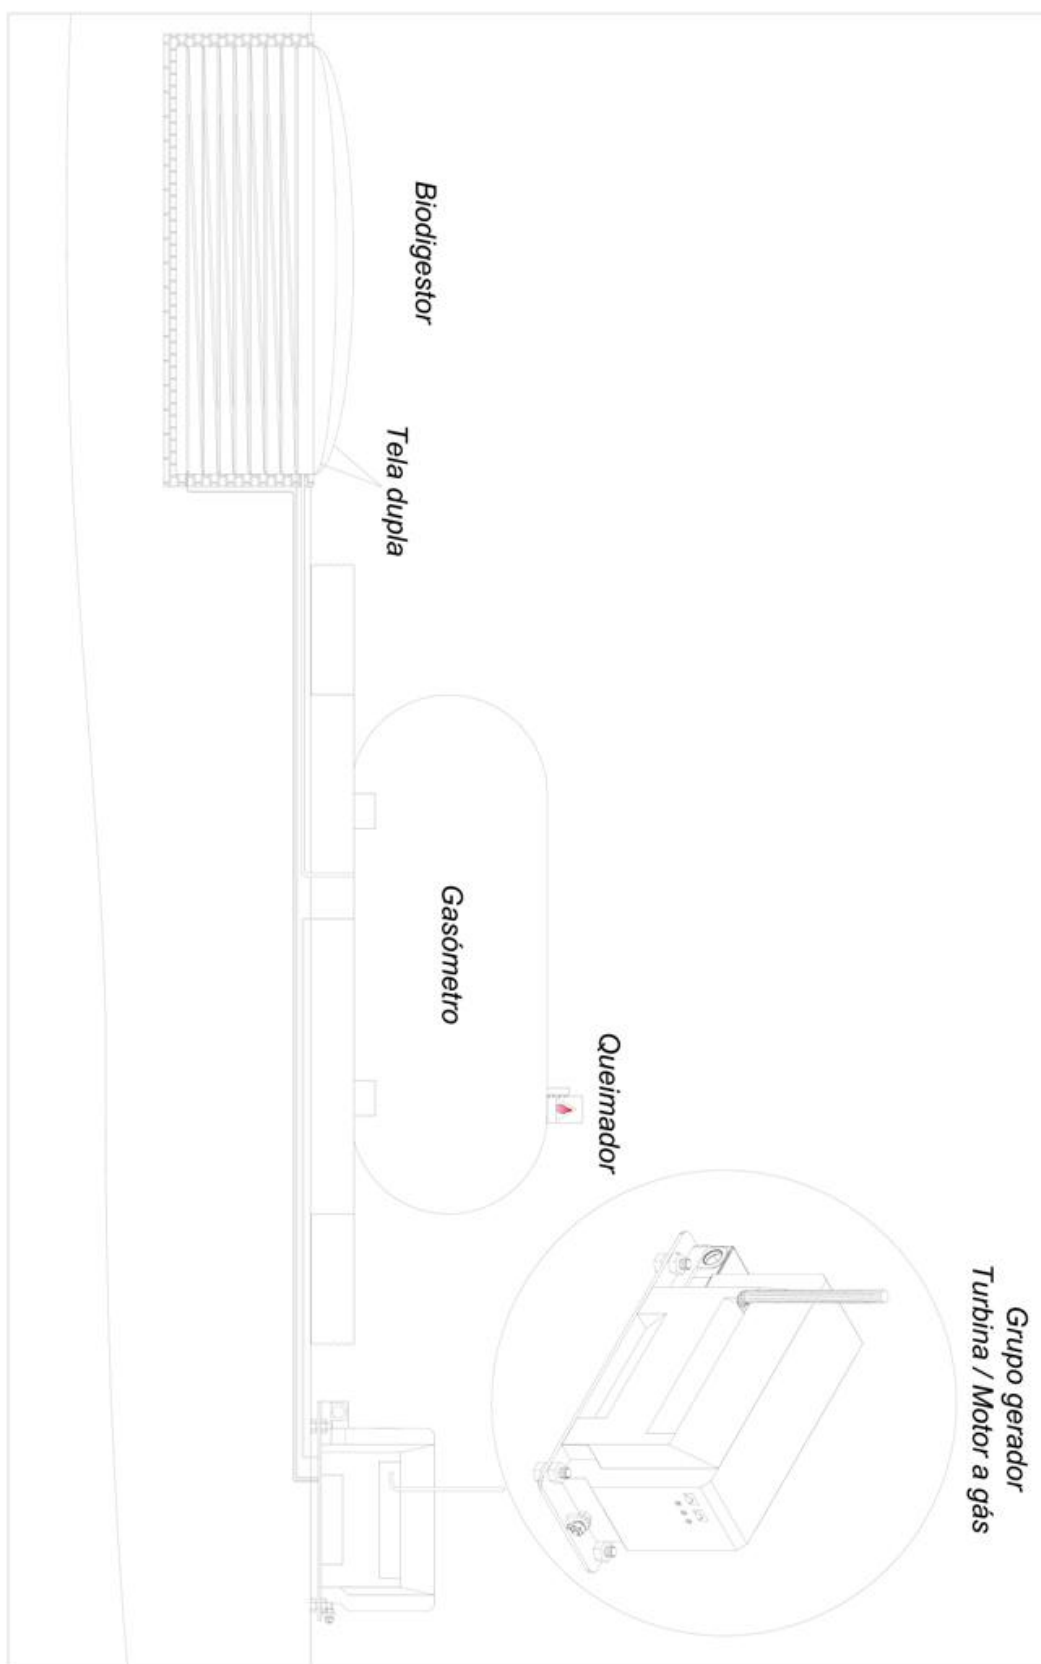 Biodigestor
Tela dupla
Gasómetro
Queimador
Grupo gerador
Turbina / Motor a gás